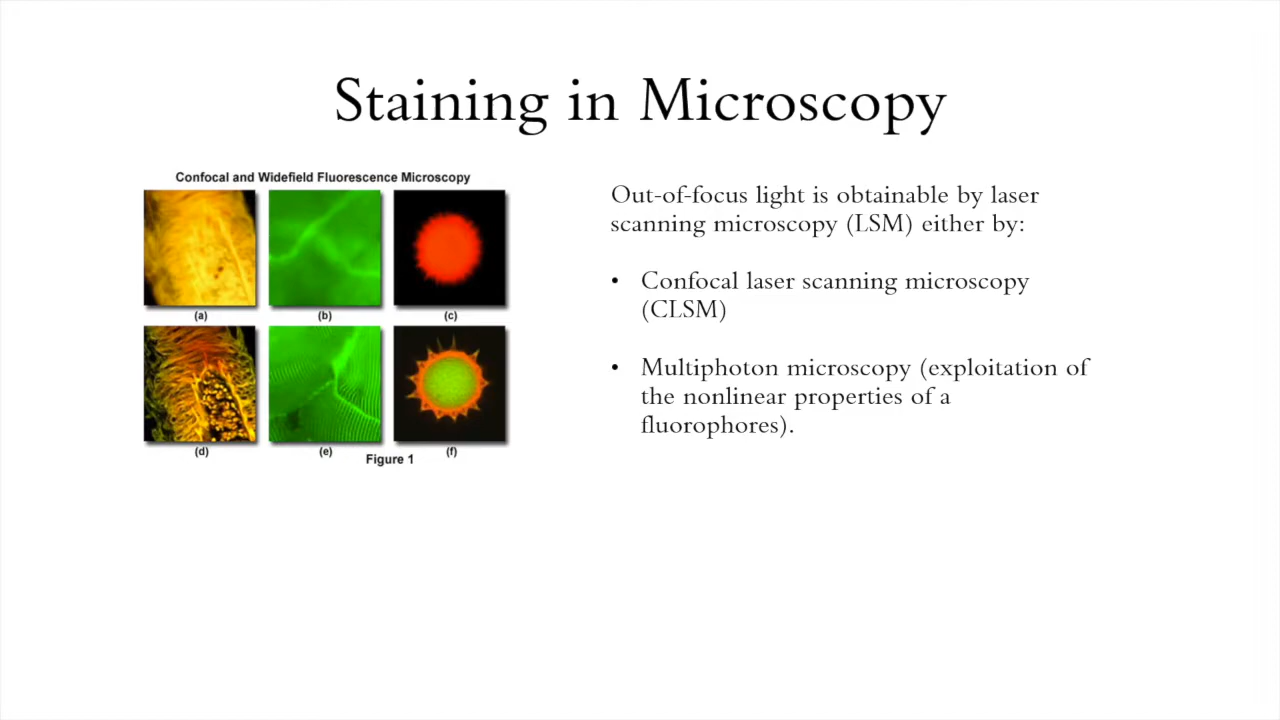 Staining in Microscopy
Confocal and Widefield Fluorescence Microscopy
(a) (b) (c)
(d) (e) (f)
Figure 1
Out-of-focus light is obtainable by laser
scanning microscopy (LSM) either by:
• Confocal laser scanning microscopy
(CLSM)
• Multiphoton microscopy (exploitation of
the nonlinear properties of a
fluorophores).